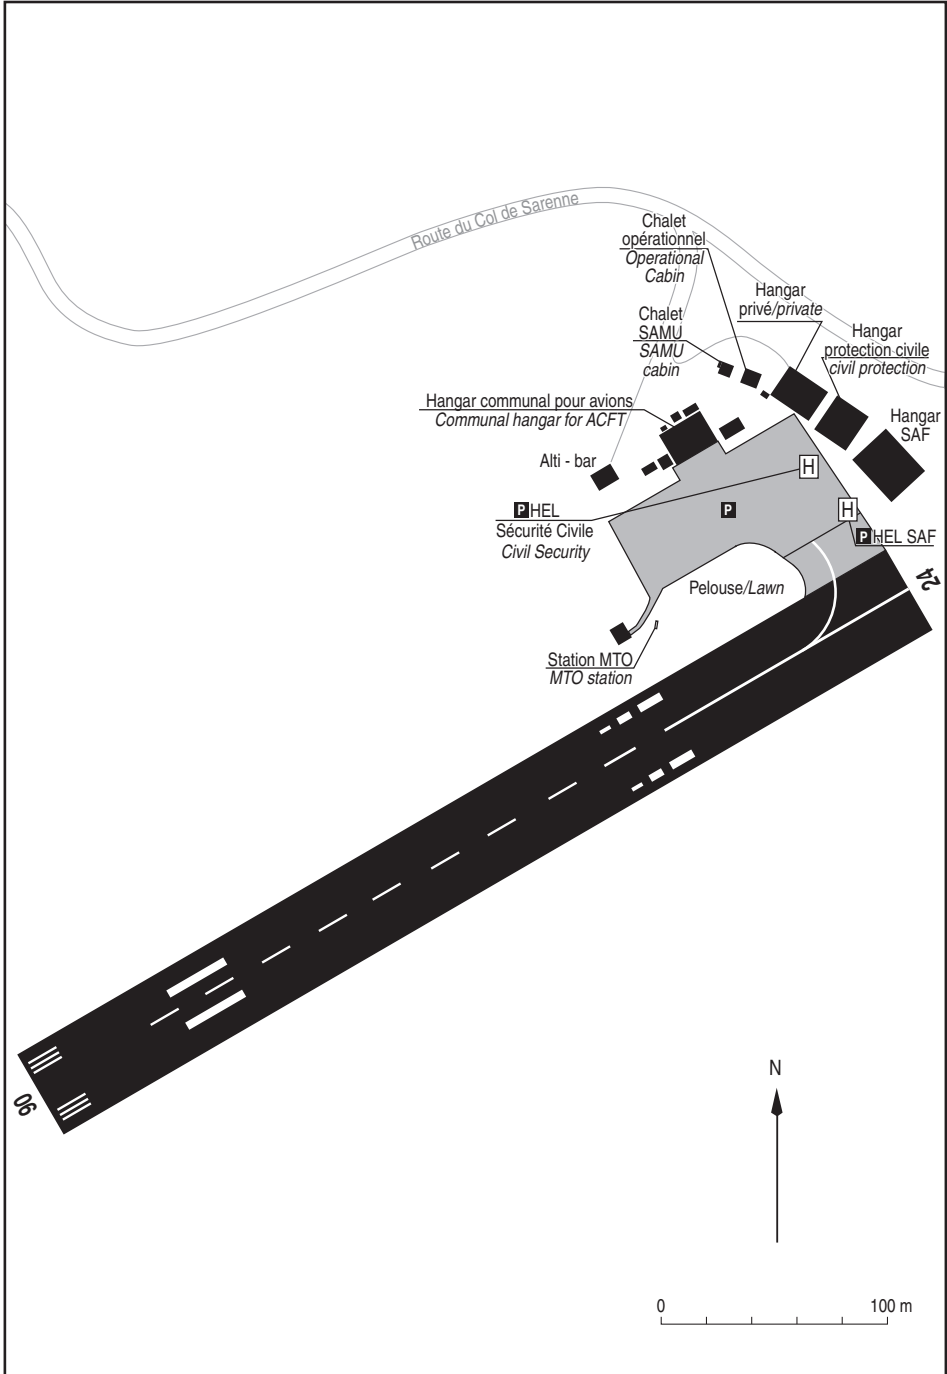 Route du Col de Sarenne
Chalet
opérationnel
Operational
Cabin
Hangar
privé/private
Chalet
SAMU
SAMU
cabin
Hangar
protection civile
civil protection
Hangar communal pour avions
Communal hangar for ACFT
Hangar
SAF
Alti - bar
H
P HEL
Sécurité Civile
Civil Security
P
H
P HEL SAF
24
Pelouse/Lawn
Station MTO
MTO station
06
N
0 100 m